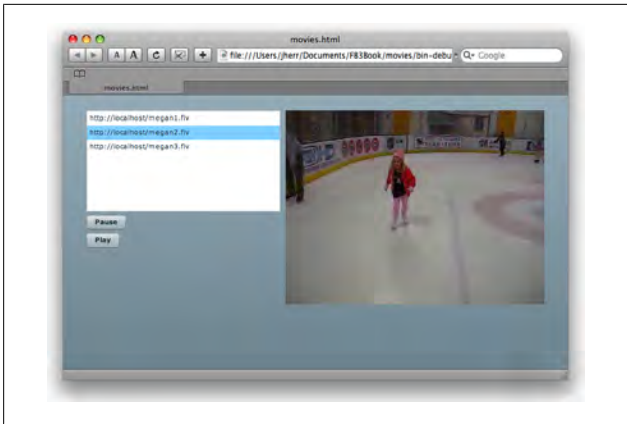 movies.html
A A
file:///Users/jherr/Documents/FB3Book/movies/bin-debu
Google
movies.html
http://localhost/megan1.flv
http://localhost/megan2.flv
http://localhost/megan3.flv
Pause
Play